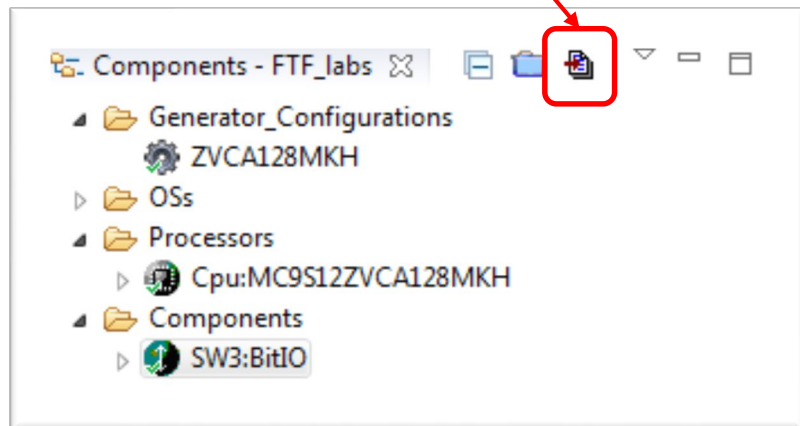 Components - FTF_labs
Generator_Configurations
ZVCA128MKH
OSs
Processors
Cpu:MC9S12ZVCA128MKH
Components
SW3:BitIO